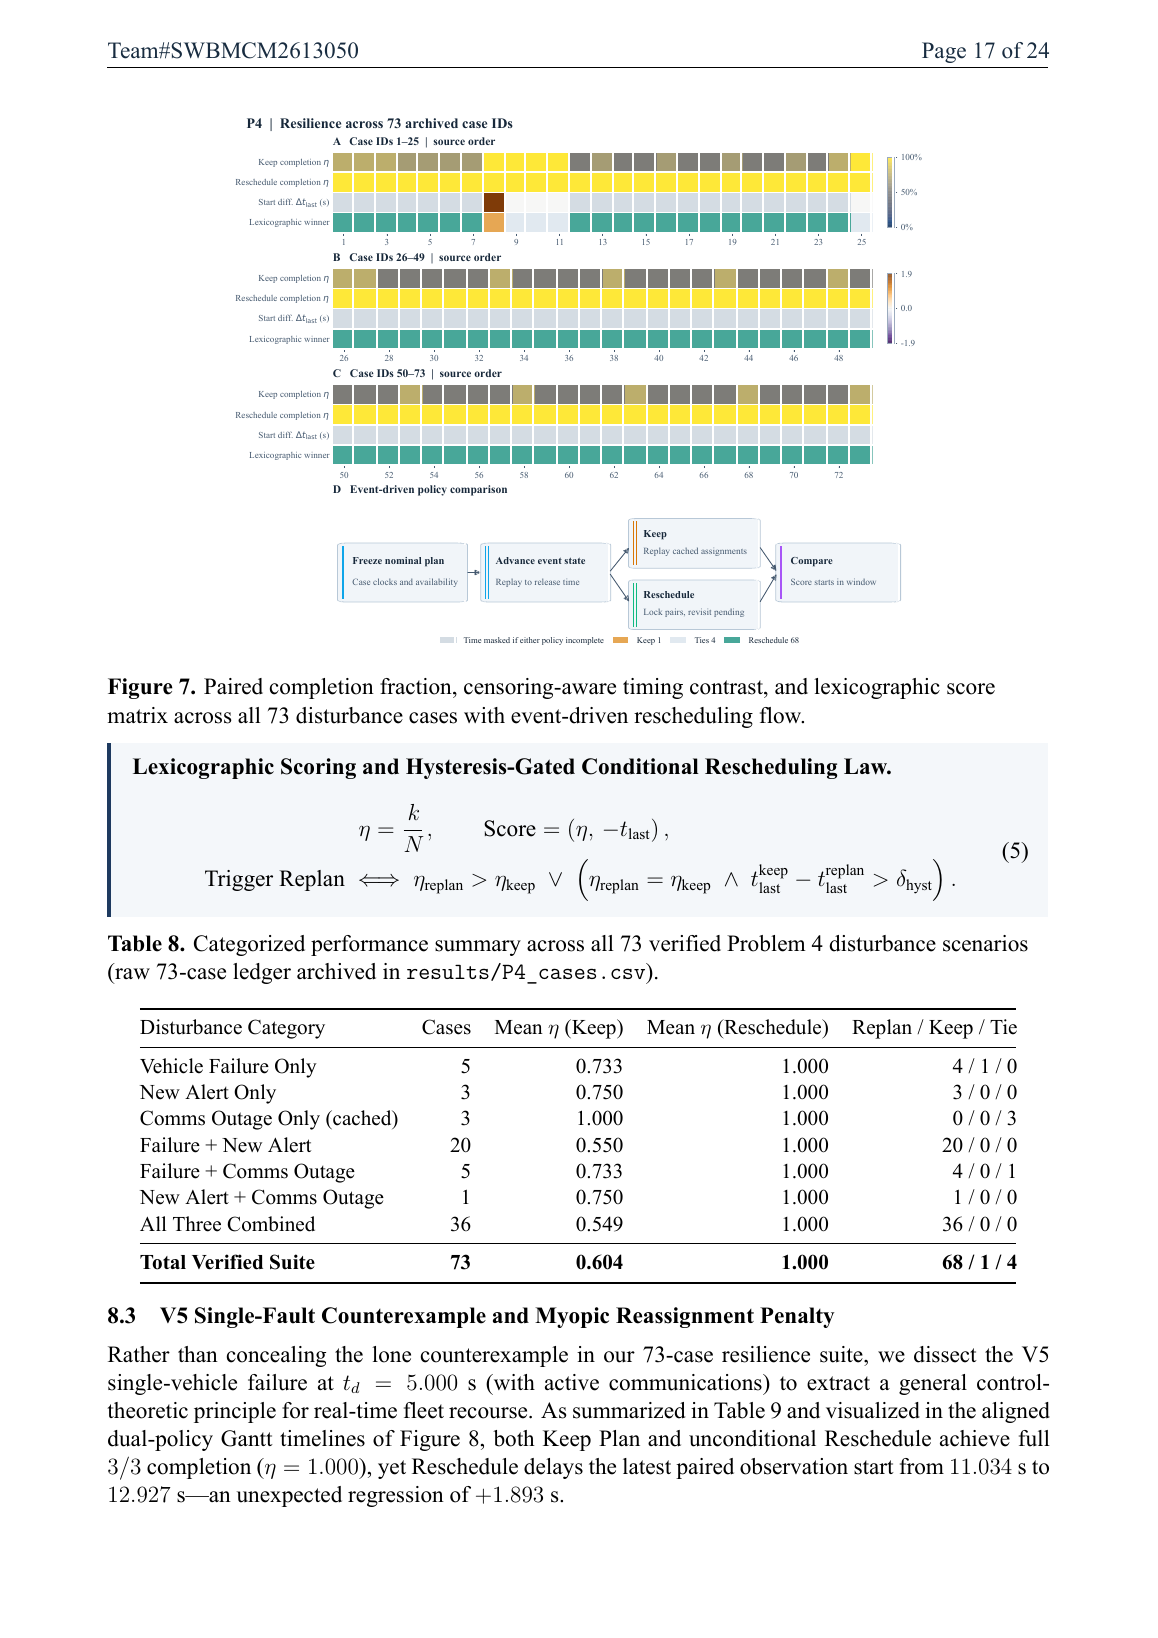 Team#SWBMCM2613050
Page 17 of 24
P4 | Resilience across 73 archived case IDs
A Case IDs 1–25 | source order
Keep completion η
Reschedule completion η
Start diff. Δt_last (s)
Lexicographic winner
100%
50%
0%
1 3 5 7 9 11 13 15 17 19 21 23 25
B Case IDs 26–49 | source order
Keep completion η
Reschedule completion η
Start diff. Δt_last (s)
Lexicographic winner
1.9
0.0
-1.9
26 28 30 32 34 36 38 40 42 44 46 48
C Case IDs 50–73 | source order
Keep completion η
Reschedule completion η
Start diff. Δt_last (s)
Lexicographic winner
50 52 54 56 58 60 62 64 66 68 70 72
D Event-driven policy comparison
Freeze nominal plan
Case clocks and availability
Advance event state
Replay to release time
Keep
Replay cached assignments
Reschedule
Lock pairs, revisit pending
Compare
Score starts in window
Time masked if either policy incomplete Keep 1 Ties 4 Reschedule 68
Figure 7. Paired completion fraction, censoring-aware timing contrast, and lexicographic score
matrix across all 73 disturbance cases with event-driven rescheduling flow.
Lexicographic Scoring and Hysteresis-Gated Conditional Rescheduling Law.
η = k/N, Score = (η, −t_last),
Trigger Replan ⟺ η_replan > η_keep ∨ (η_replan = η_keep ∧ t_last^keep − t_last^replan > δ_hyst).
(5)
Table 8. Categorized performance summary across all 73 verified Problem 4 disturbance scenarios
(raw 73-case ledger archived in results/P4_cases.csv).
Disturbance Category Cases Mean η (Keep) Mean η (Reschedule) Replan / Keep / Tie
Vehicle Failure Only 5 0.733 1.000 4 / 1 / 0
New Alert Only 3 0.750 1.000 3 / 0 / 0
Comms Outage Only (cached) 3 1.000 1.000 0 / 0 / 3
Failure + New Alert 20 0.550 1.000 20 / 0 / 0
Failure + Comms Outage 5 0.733 1.000 4 / 0 / 1
New Alert + Comms Outage 1 0.750 1.000 1 / 0 / 0
All Three Combined 36 0.549 1.000 36 / 0 / 0
Total Verified Suite 73 0.604 1.000 68 / 1 / 4
8.3 V5 Single-Fault Counterexample and Myopic Reassignment Penalty
Rather than concealing the lone counterexample in our 73-case resilience suite, we dissect the V5
single-vehicle failure at t_d = 5.000 s (with active communications) to extract a general control-
theoretic principle for real-time fleet recourse. As summarized in Table 9 and visualized in the aligned
dual-policy Gantt timelines of Figure 8, both Keep Plan and unconditional Reschedule achieve full
3/3 completion (η = 1.000), yet Reschedule delays the latest paired observation start from 11.034 s to
12.927 s—an unexpected regression of +1.893 s.